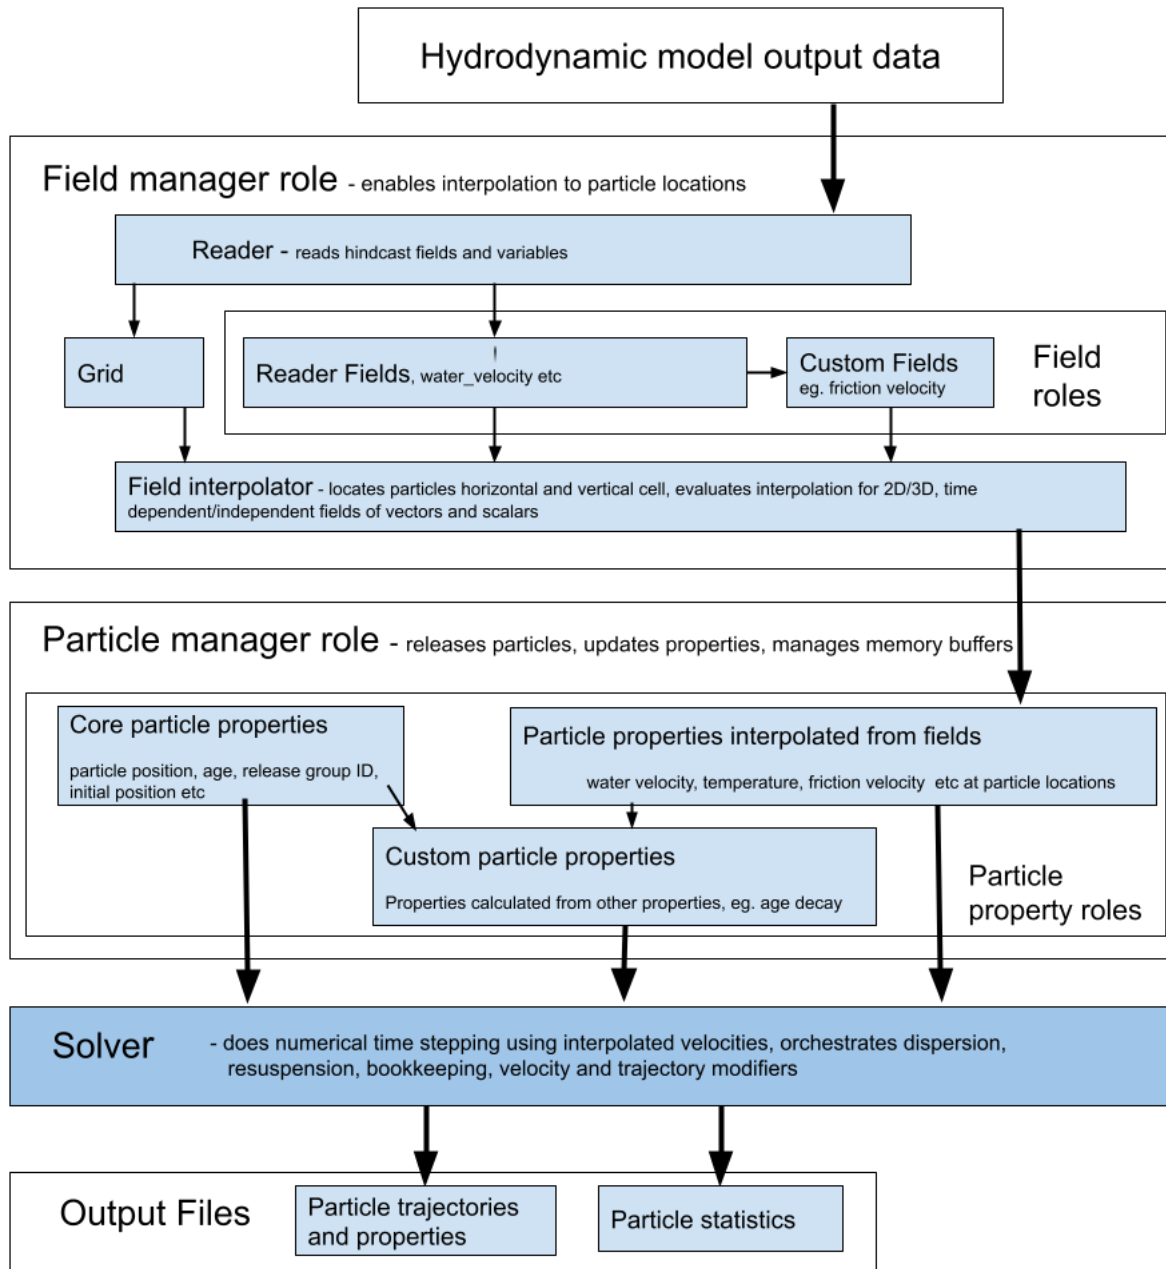 Hydrodynamic model output data
Field manager role - enables interpolation to particle locations
Reader - reads hindcast fields and variables
Grid
Reader Fields, water_velocity etc
Custom Fields
eg. friction velocity
Field
roles
Field interpolator - locates particles horizontal and vertical cell, evaluates interpolation for 2D/3D, time
dependent/independent fields of vectors and scalars
Particle manager role - releases particles, updates properties, manages memory buffers
Core particle properties
particle position, age, release group ID,
initial position etc
Particle properties interpolated from fields
water velocity, temperature, friction velocity etc at particle locations
Custom particle properties
Properties calculated from other properties, eg. age decay
Particle
property roles
Solver - does numerical time stepping using interpolated velocities, orchestrates dispersion,
resuspension, bookkeeping, velocity and trajectory modifiers
Output Files
Particle trajectories
and properties
Particle statistics